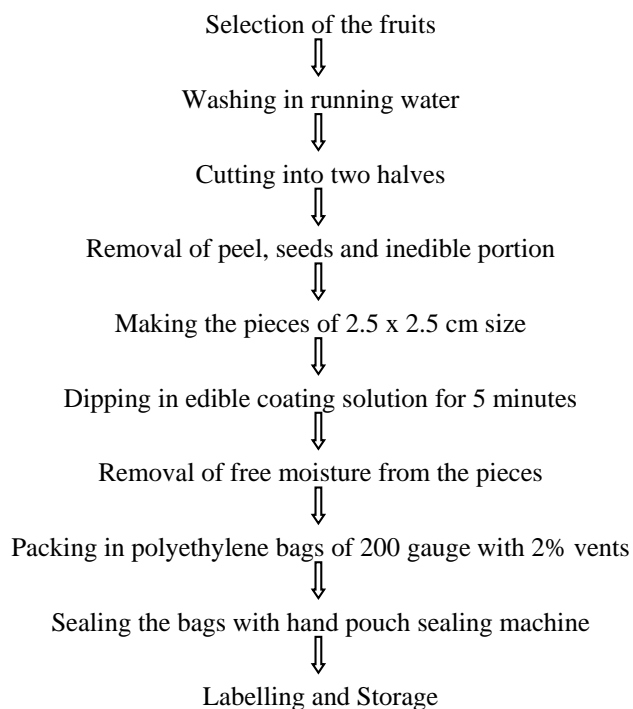 Selection of the fruits
Washing in running water
Cutting into two halves
Removal of peel, seeds and inedible portion
Making the pieces of 2.5 x 2.5 cm size
Dipping in edible coating solution for 5 minutes
Removal of free moisture from the pieces
Packing in polyethylene bags of 200 gauge with 2% vents
Sealing the bags with hand pouch sealing machine
Labelling and Storage